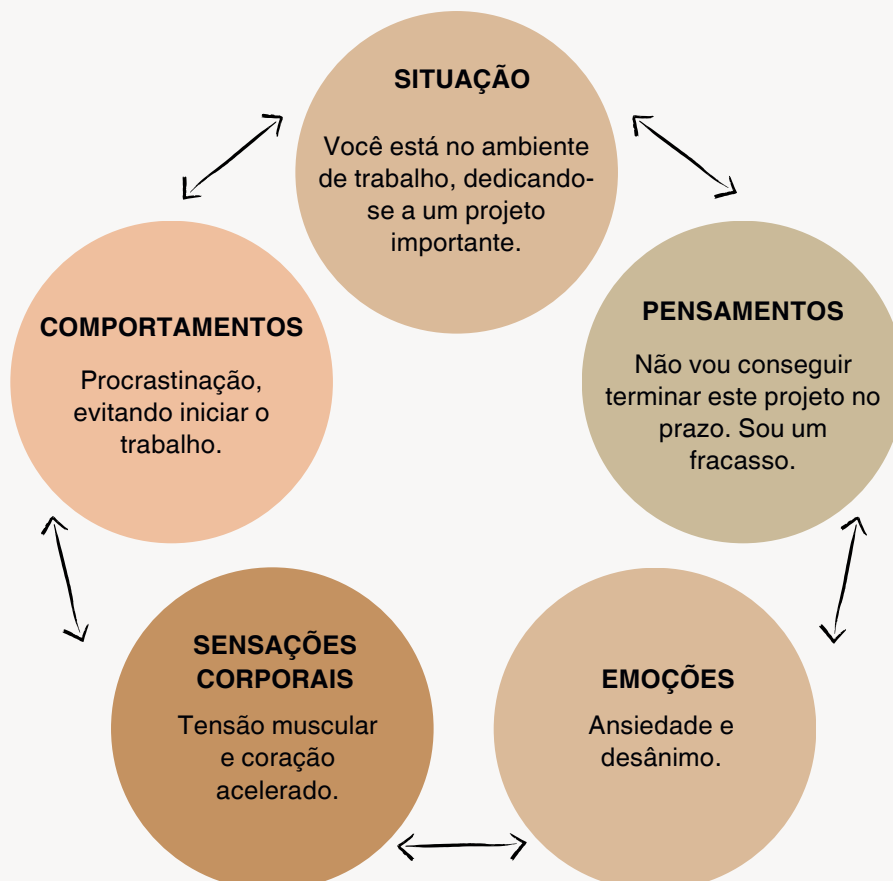 SITUAÇÃO
Você está no ambiente
de trabalho, dedicando-
se a um projeto
importante.
PENSAMENTOS
Não vou conseguir
terminar este projeto no
prazo. Sou um
fracasso.
EMOÇÕES
Ansiedade e
desânimo.
SENSAÇÕES
CORPORAIS
Tensão muscular
e coração
acelerado.
COMPORTAMENTOS
Procrastinação,
evitando iniciar o
trabalho.